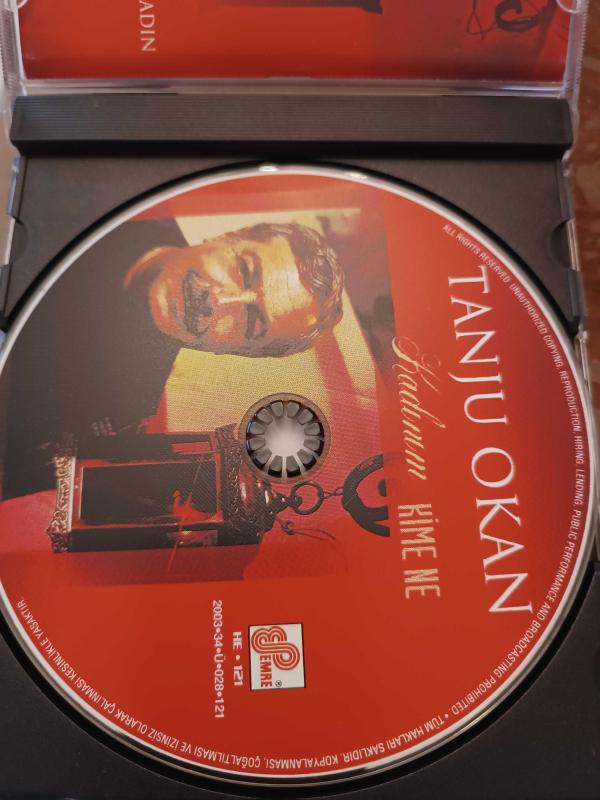 ADIN
TANJU OKAN
Kadınım KİME NE
EMRE ®
HE • 121
2003•34•Ü•028•121
ALL RIGHTS RESERVED. UNAUTHORIZED COPYING, REPRODUCTION, HIRING, LENDING, PUBLIC PERFORMANCE AND BROADCASTING PROHIBITED. • TÜM HAKLARI SAKLIDIR. KOPYALANMASI, ÇOĞALTILMASI VE İZİNSİZ OLARAK ÇALINMASI KESİNLİKLE YASAKTIR.